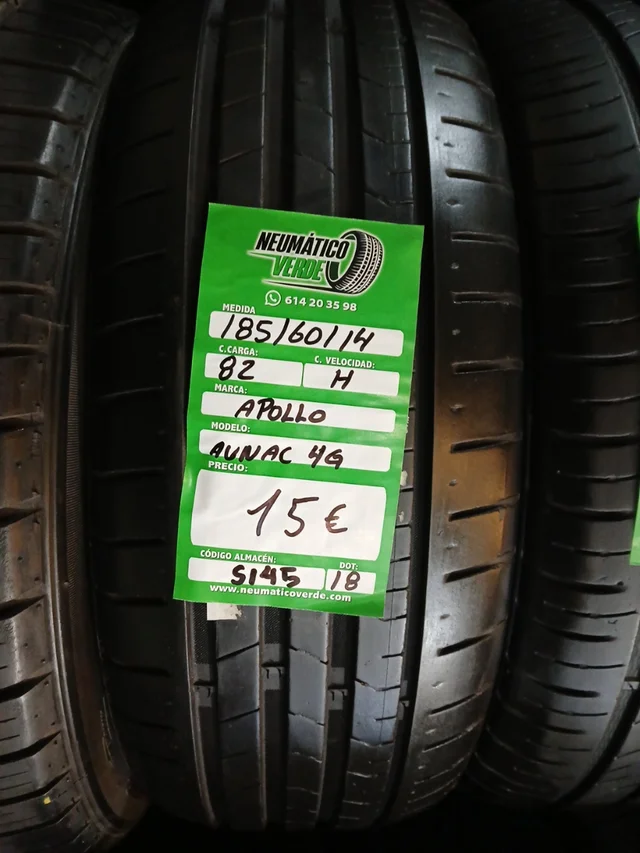 NEUMÁTICO
VERDE
614 20 35 98
MEDIDA
185/60/14
C.CARGA: C. VELOCIDAD:
82 H
MARCA:
APOLLO
MODELO:
AUNAC 4G
PRECIO:
15€
CÓDIGO ALMACÉN: DOT:
S145 18
www.neumaticoverde.com